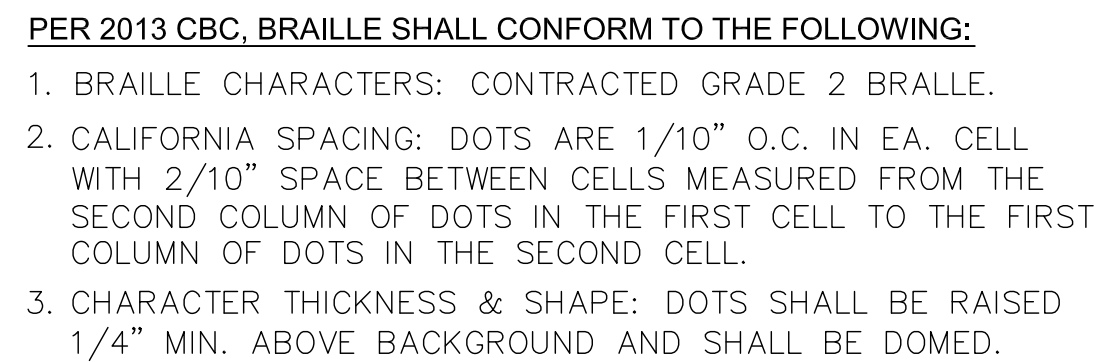 PER 2013 CBC, BRAILLE SHALL CONFORM TO THE FOLLOWING:
1. BRAILLE CHARACTERS: CONTRACTED GRADE 2 BRALLE.
2. CALIFORNIA SPACING: DOTS ARE 1/10” O.C. IN EA. CELL
WITH 2/10” SPACE BETWEEN CELLS MEASURED FROM THE
SECOND COLUMN OF DOTS IN THE FIRST CELL TO THE FIRST
COLUMN OF DOTS IN THE SECOND CELL.
3. CHARACTER THICKNESS & SHAPE: DOTS SHALL BE RAISED
1/4” MIN. ABOVE BACKGROUND AND SHALL BE DOMED.